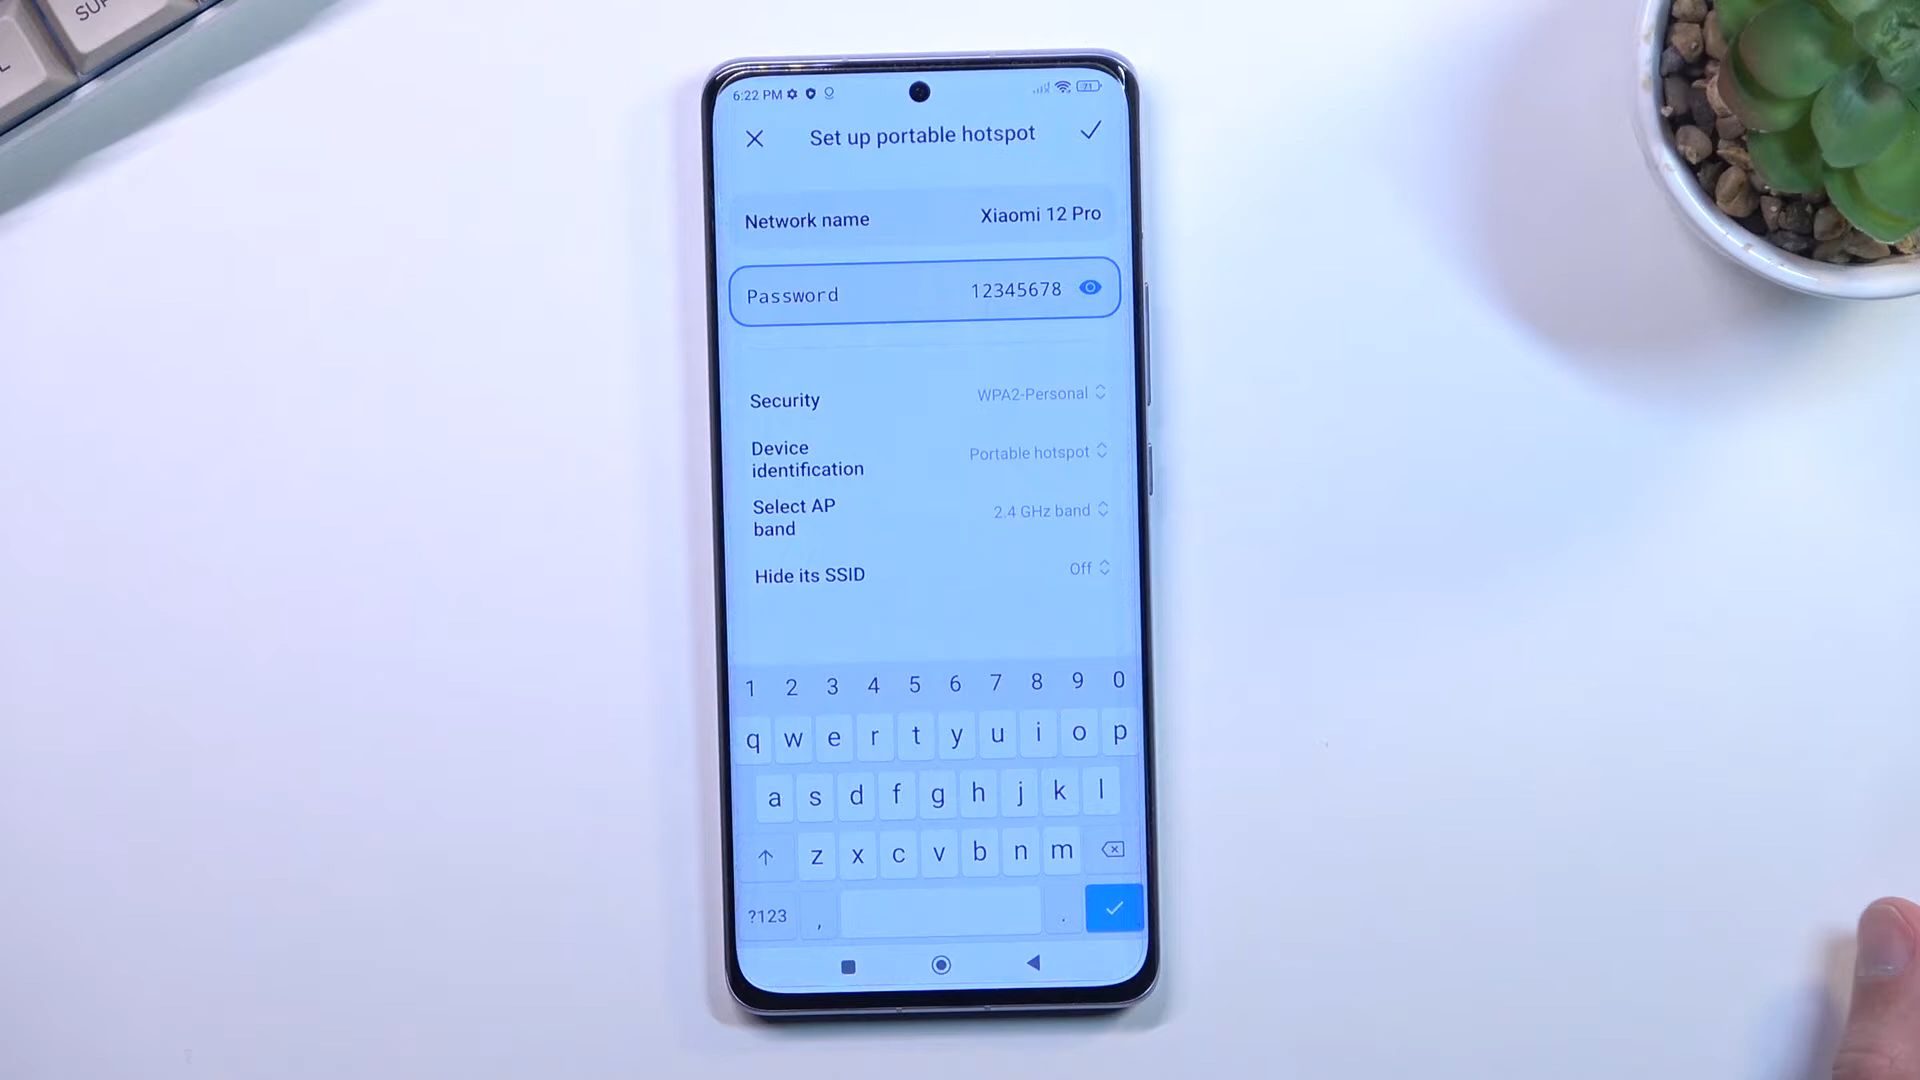 SUP
L
6:22 PM
71
Set up portable hotspot
Network name Xiaomi 12 Pro
Password 12345678
Security WPA2-Personal
Device identification Portable hotspot
Select AP band 2.4 GHz band
Hide its SSID Off
1 2 3 4 5 6 7 8 9 0
q w e r t y u i o p
a s d f g h j k l
z x c v b n m
?123 , .